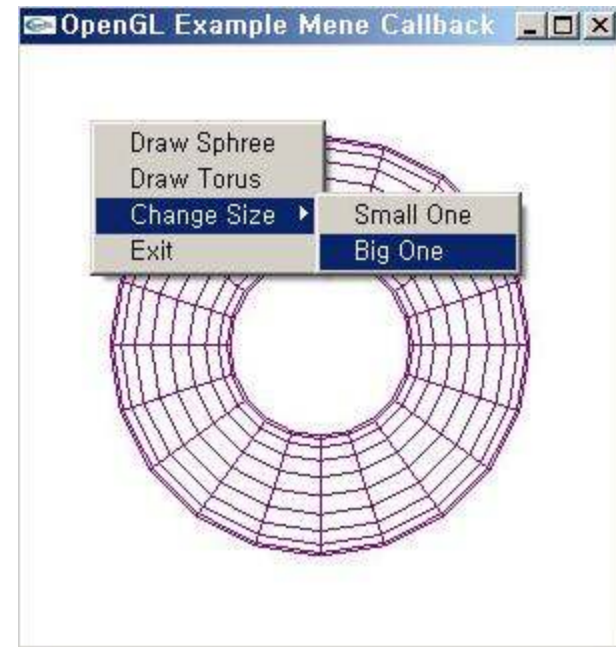 OpenGL Example Mene Callback
Draw Sphree
Draw Torus
Change Size
Exit
Small One
Big One